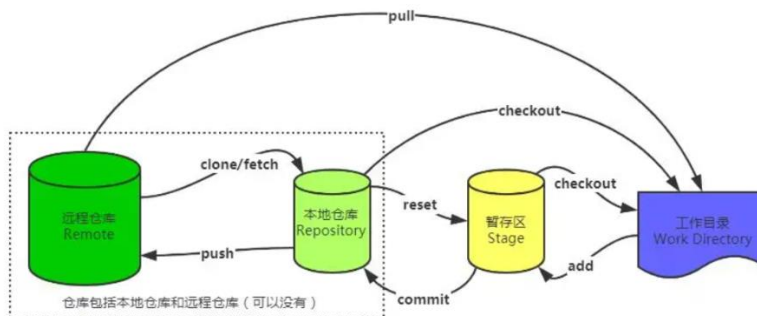 pull
checkout
clone/fetch
checkout
远程仓库
Remote
本地仓库
Repository
reset
暂存区
Stage
工作目录
Work Directory
push
add
commit
仓库包括本地仓库和远程仓库（可以没有）